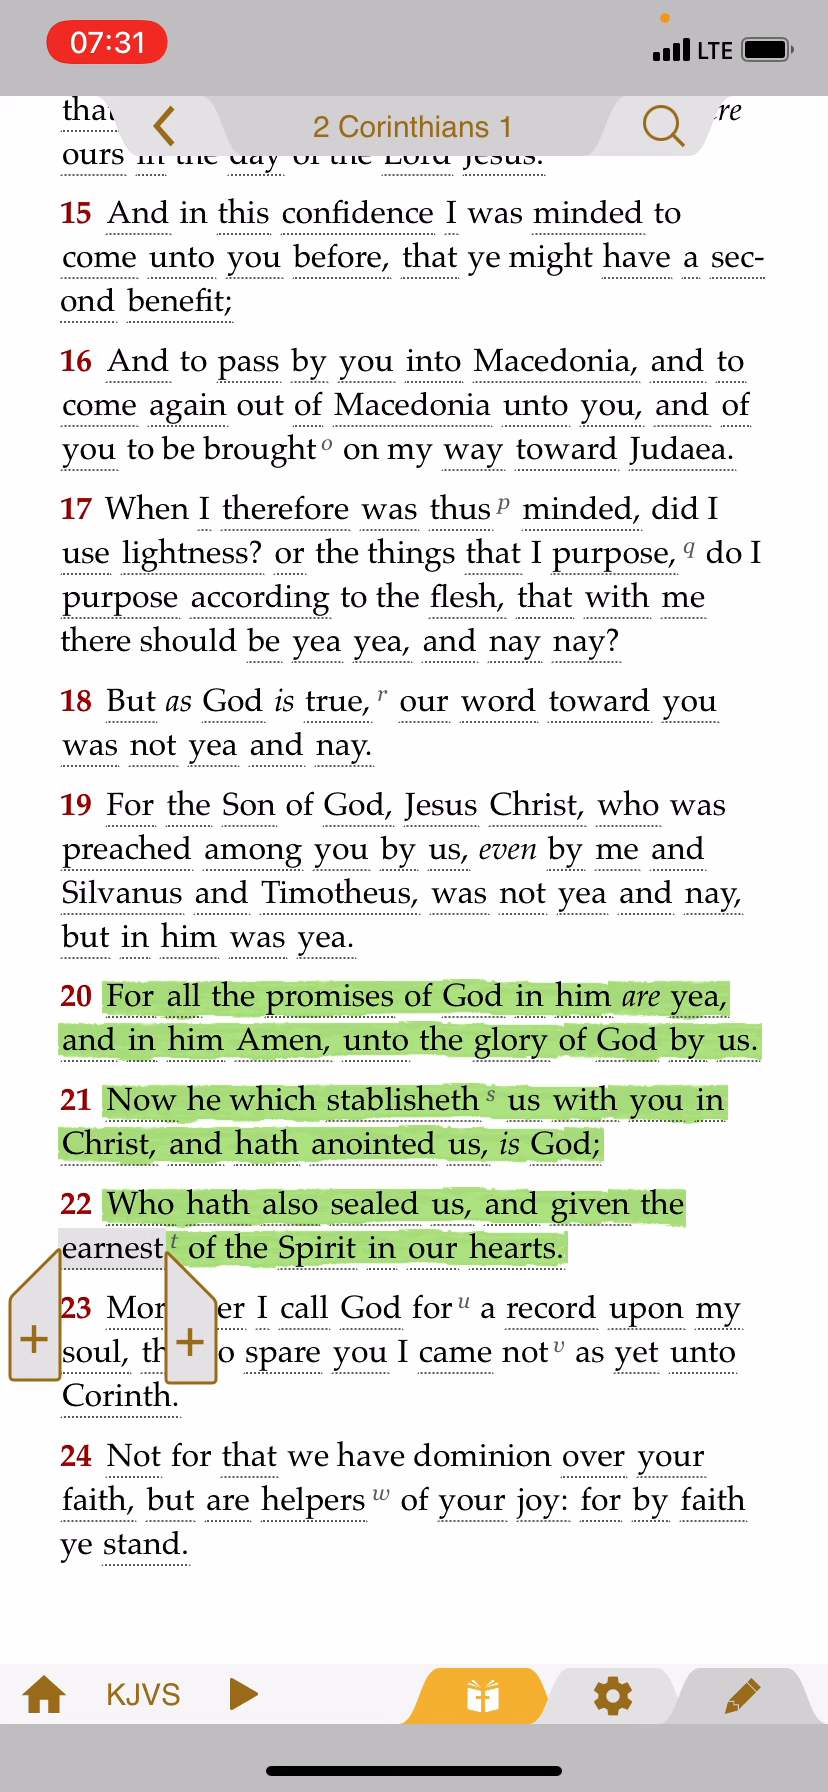 07:31
LTE
2 Corinthians 1
ours in the day of the Lord Jesus.
15 And in this confidence I was minded to
come unto you before, that ye might have a sec-
ond benefit;
16 And to pass by you into Macedonia, and to
come again out of Macedonia unto you, and of
you to be brought o on my way toward Judaea.
17 When I therefore was thus p minded, did I
use lightness? or the things that I purpose, q do I
purpose according to the flesh, that with me
there should be yea yea, and nay nay?
18 But as God is true, r our word toward you
was not yea and nay.
19 For the Son of God, Jesus Christ, who was
preached among you by us, even by me and
Silvanus and Timotheus, was not yea and nay,
but in him was yea.
20 For all the promises of God in him are yea,
and in him Amen, unto the glory of God by us.
21 Now he which stablisheth s us with you in
Christ, and hath anointed us, is God;
22 Who hath also sealed us, and given the
earnest t of the Spirit in our hearts.
23 Mor er I call God for u a record upon my
soul, th o spare you I came not v as yet unto
Corinth.
24 Not for that we have dominion over your
faith, but are helpers w of your joy: for by faith
ye stand.
KJVS